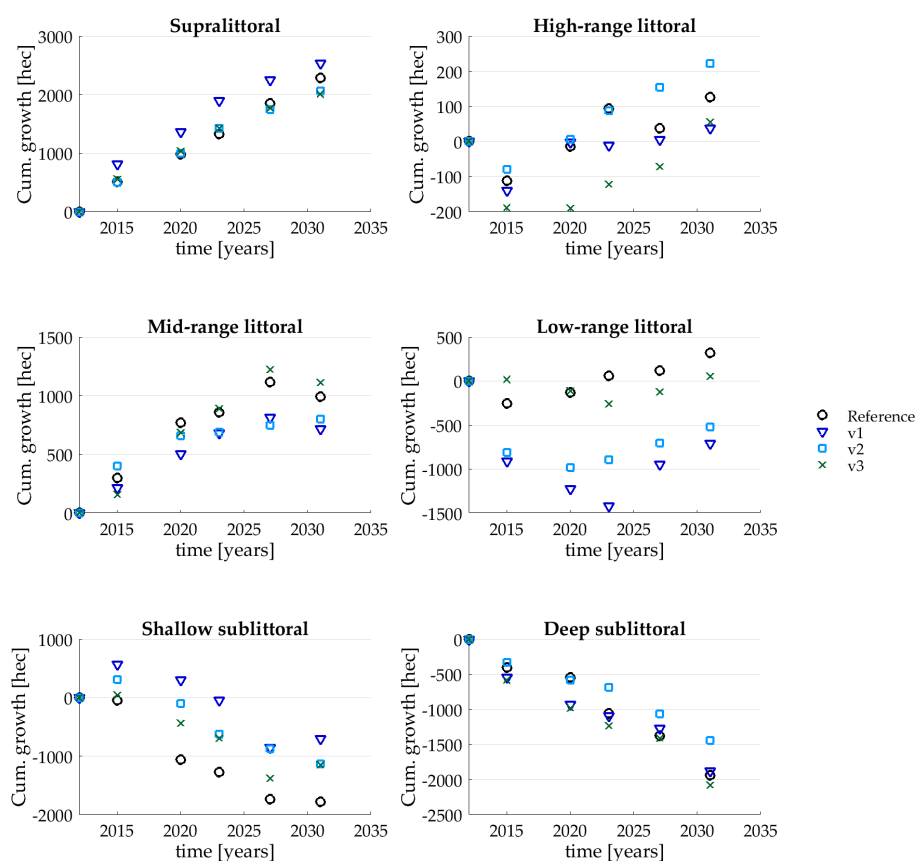 Supralittoral
Cum. growth [hec]
3000
2000
1000
0
2015 2020 2025 2030 2035
time [years]
High-range littoral
Cum. growth [hec]
300
200
100
0
-100
-200
2015 2020 2025 2030 2035
time [years]
Mid-range littoral
Cum. growth [hec]
1500
1000
500
0
2015 2020 2025 2030 2035
time [years]
Low-range littoral
Cum. growth [hec]
500
0
-500
-1000
-1500
2015 2020 2025 2030 2035
time [years]
Reference
v1
v2
v3
Shallow sublittoral
Cum. growth [hec]
1000
0
-1000
-2000
2015 2020 2025 2030 2035
time [years]
Deep sublittoral
Cum. growth [hec]
0
-500
-1000
-1500
-2000
-2500
2015 2020 2025 2030 2035
time [years]